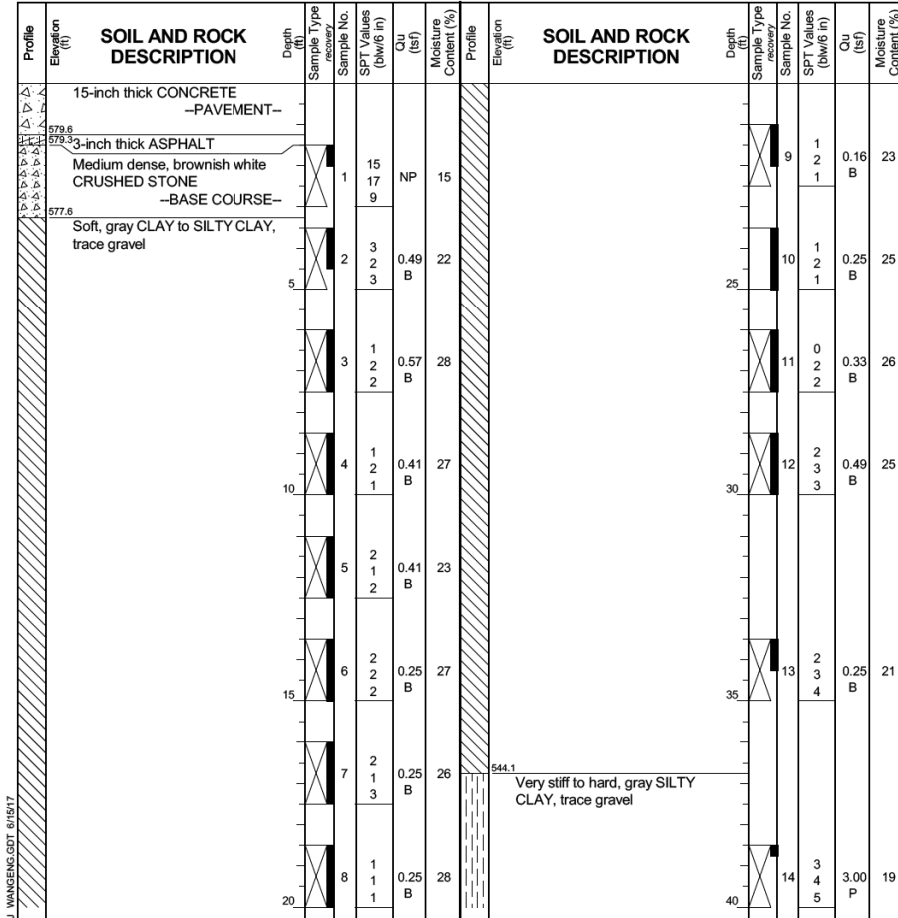 Profile
Elevation
(ft)
SOIL AND ROCK
DESCRIPTION
Depth
(ft)
Sample Type
recovery
Sample No.
SPT Values
(blw/6 in)
Qu
(tsf)
Moisture
Content (%)
15-inch thick CONCRETE
--PAVEMENT--
579.6
579.3
3-inch thick ASPHALT
Medium dense, brownish white
CRUSHED STONE
--BASE COURSE--
577.6
Soft, gray CLAY to SILTY CLAY,
trace gravel
1
15
17
9
NP
15
2
3
2
3
0.49
B
22
5
3
1
2
2
0.57
B
28
4
1
2
1
0.41
B
27
10
5
2
1
2
0.41
B
23
6
2
2
2
0.25
B
27
15
7
2
1
3
0.25
B
26
8
1
1
1
0.25
B
28
20
J WANGENG.GDT 6/15/17
Profile
Elevation
(ft)
SOIL AND ROCK
DESCRIPTION
Depth
(ft)
Sample Type
recovery
Sample No.
SPT Values
(blw/6 in)
Qu
(tsf)
Moisture
Content (%)
9
1
2
1
0.16
B
23
10
1
2
1
0.25
B
25
25
11
0
2
2
0.33
B
26
12
2
3
3
0.49
B
25
30
13
2
3
4
0.25
B
21
35
544.1
Very stiff to hard, gray SILTY
CLAY, trace gravel
14
3
4
5
3.00
P
19
40